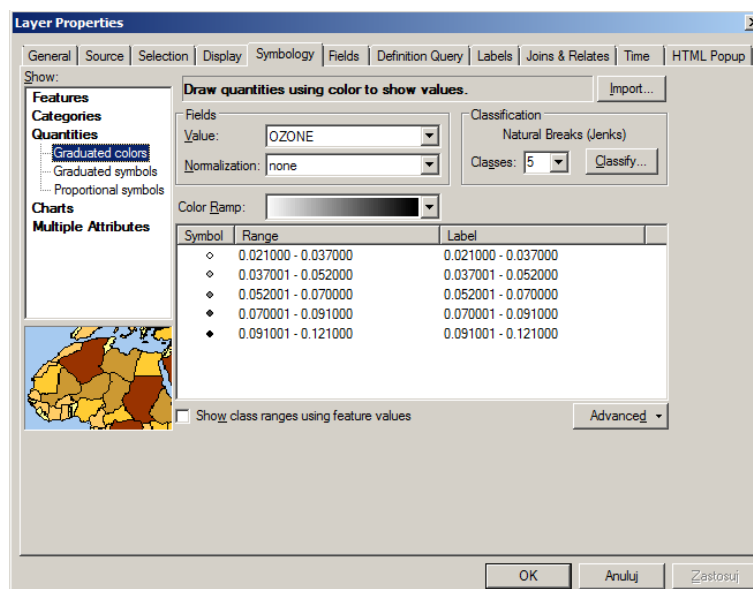 Layer Properties
General Source Selection Display Symbology Fields Definition Query Labels Joins & Relates Time HTML Popup
Show:
Features
Categories
Quantities
Graduated colors
Graduated symbols
Proportional symbols
Charts
Multiple Attributes
Draw quantities using color to show values.
Import...
Fields
Value: OZONE
Normalization: none
Classification
Natural Breaks (Jenks)
Classes: 5 Classify...
Color Ramp:
Symbol Range Label
0.021000 - 0.037000 0.021000 - 0.037000
0.037001 - 0.052000 0.037001 - 0.052000
0.052001 - 0.070000 0.052001 - 0.070000
0.070001 - 0.091000 0.070001 - 0.091000
0.091001 - 0.121000 0.091001 - 0.121000
Show class ranges using feature values
Advanced
OK Anuluj Zastosuj